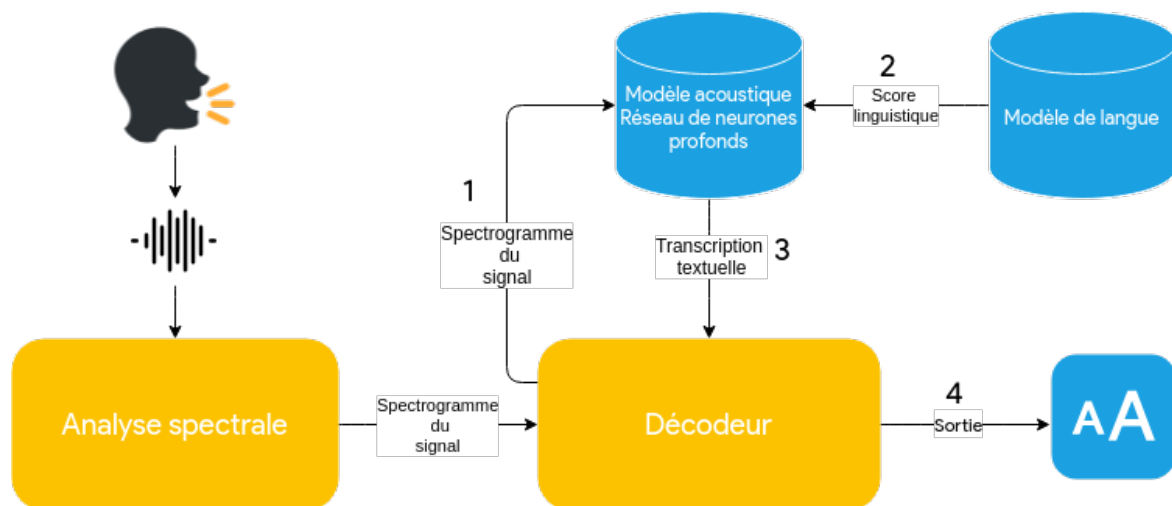 Modèle acoustique
Réseau de neurones
profonds
2
Score
linguistique
Modèle de langue
1
Spectrogramme
du
signal
Transcription
textuelle
3
Analyse spectrale
Spectrogramme
du
signal
Décodeur
4
Sortie
AA